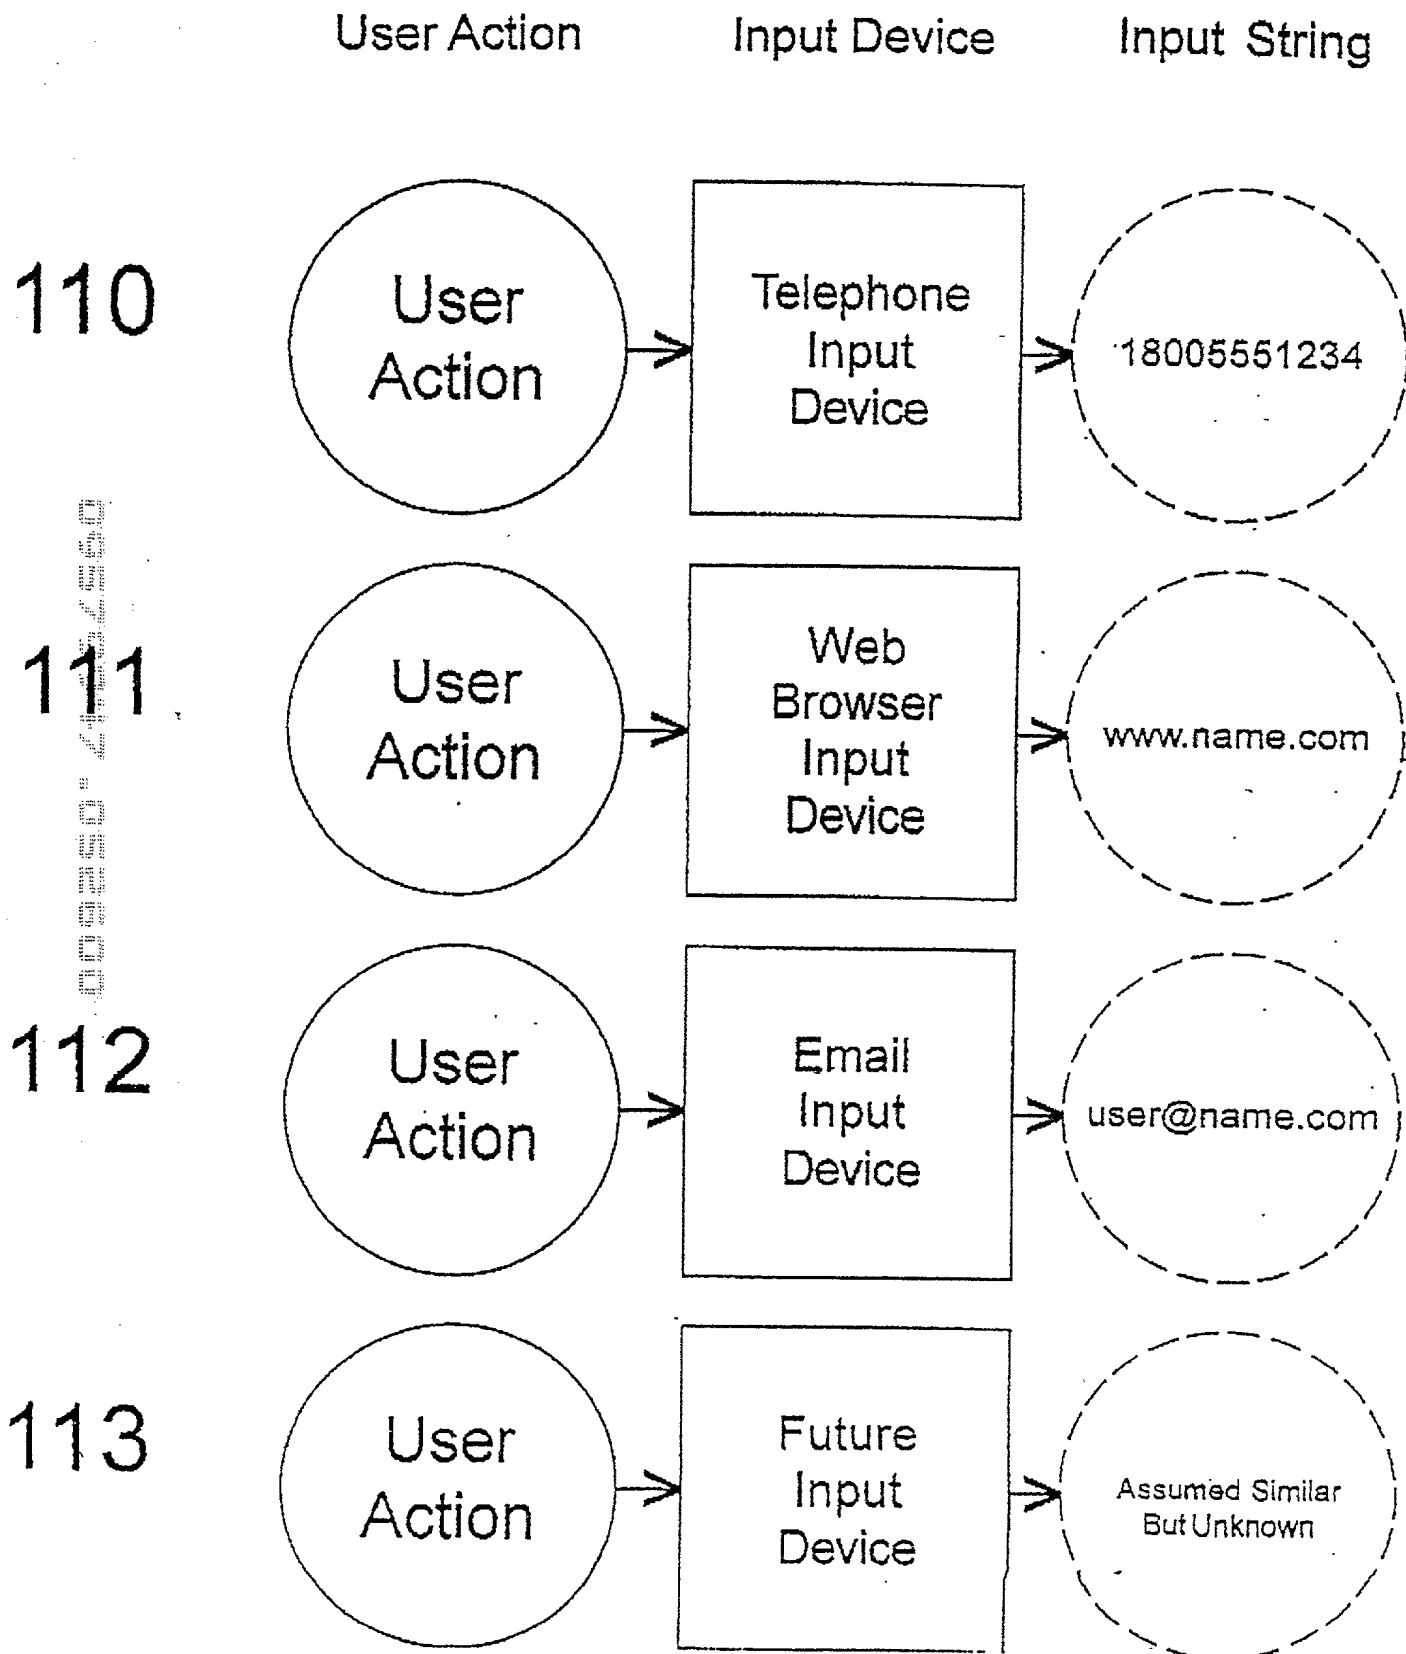 User Action
Input Device
Input String
110
User
Action
Telephone
Input
Device
18005551234
111
User
Action
Web
Browser
Input
Device
www.name.com
112
User
Action
Email
Input
Device
user@name.com
113
User
Action
Future
Input
Device
Assumed Similar
But Unknown